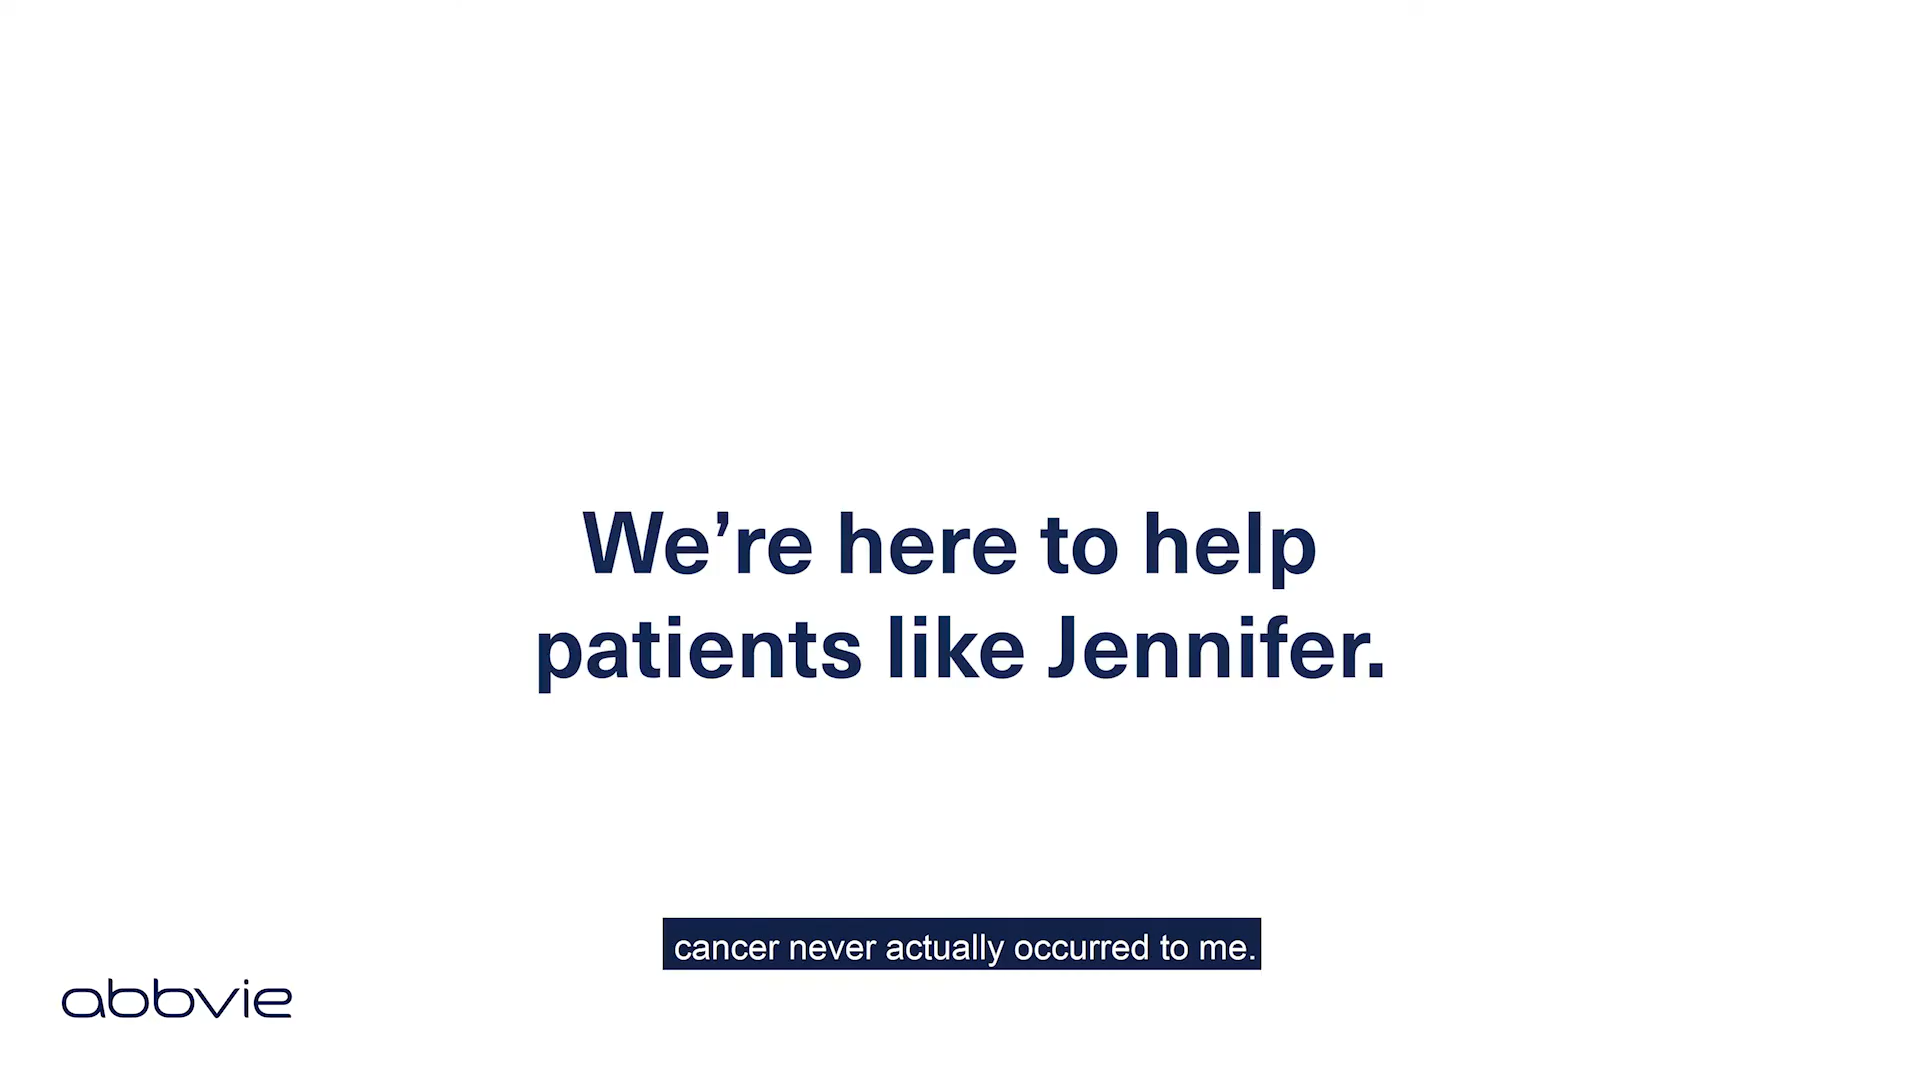 We’re here to help
patients like Jennifer.
cancer never actually occurred to me.
abbvie